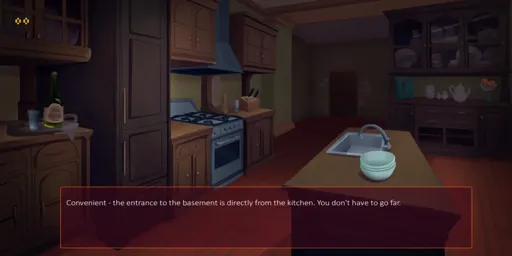 Convenient - the entrance to the basement is directly from the kitchen. You don't have to go far.